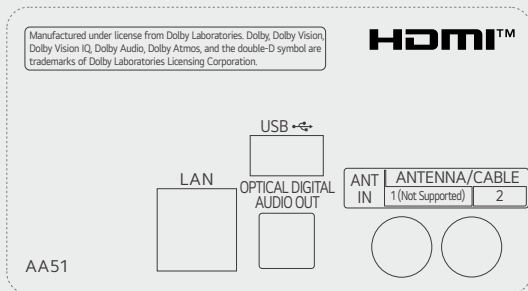 Manufactured under license from Dolby Laboratories. Dolby, Dolby Vision,
Dolby Vision IQ, Dolby Audio, Dolby Atmos, and the double-D symbol are
trademarks of Dolby Laboratories Licensing Corporation.
HDMI™
USB
LAN
OPTICAL DIGITAL
AUDIO OUT
ANT
IN
ANTENNA/CABLE
1 (Not Supported)
2
AA51